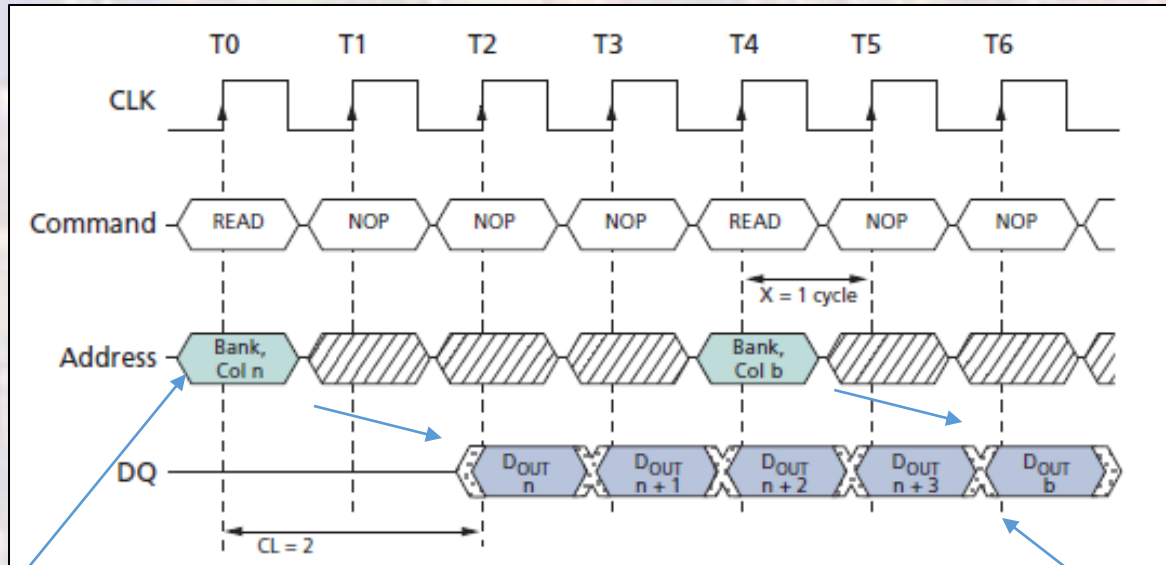 T0 T1 T2 T3 T4 T5 T6
CLK
Command READ NOP NOP NOP READ NOP NOP
X = 1 cycle
Address Bank, Col n Bank, Col b
DQ DOUT n DOUT n + 1 DOUT n + 2 DOUT n + 3 DOUT b
CL = 2